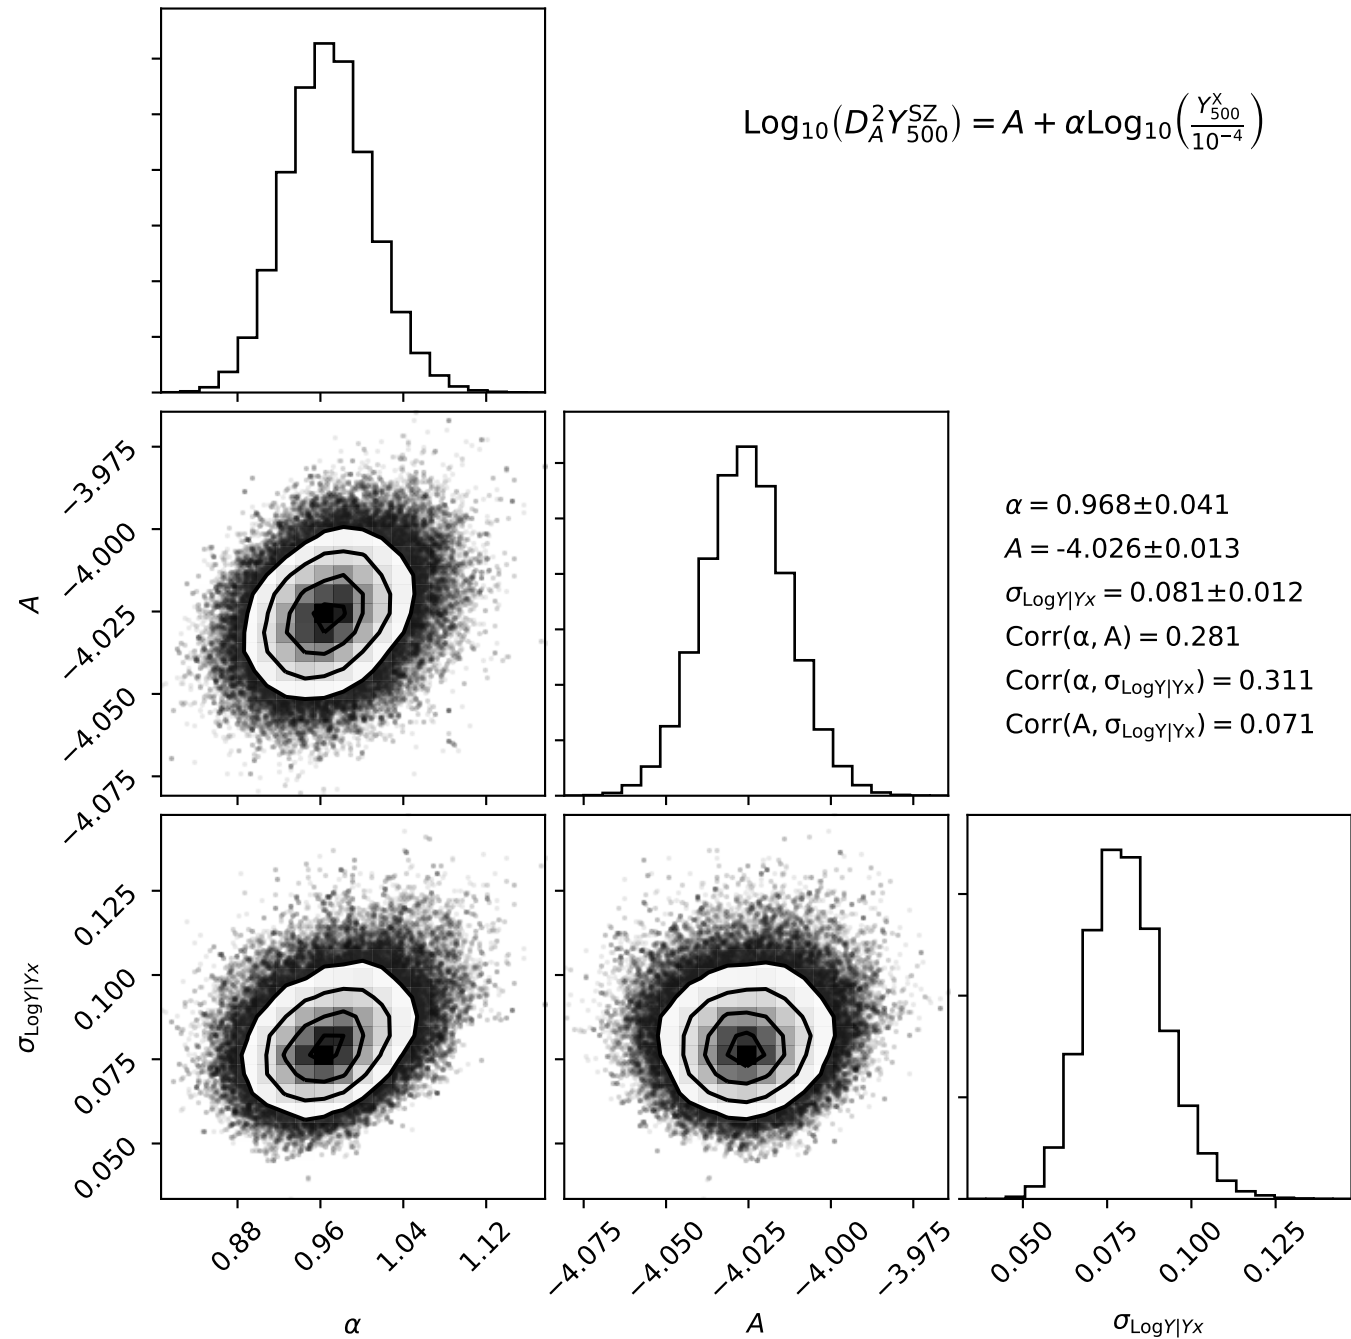 Log₁₀(D_A²Y₅₀₀^SZ) = A + αLog₁₀(Y₅₀₀^X/10⁻⁴)
−3.975
−4.000
−4.025
−4.050
−4.075
A
α = 0.968±0.041
A = -4.026±0.013
σ_LogY|Yx = 0.081±0.012
Corr(α, A) = 0.281
Corr(α, σ_LogY|Yx) = 0.311
Corr(A, σ_LogY|Yx) = 0.071
0.125
0.100
0.075
0.050
σ_LogY|Yx
0.88 0.96 1.04 1.12 −4.075 −4.050 −4.025 −4.000 −3.975 0.050 0.075 0.100 0.125
α A σ_LogY|Yx